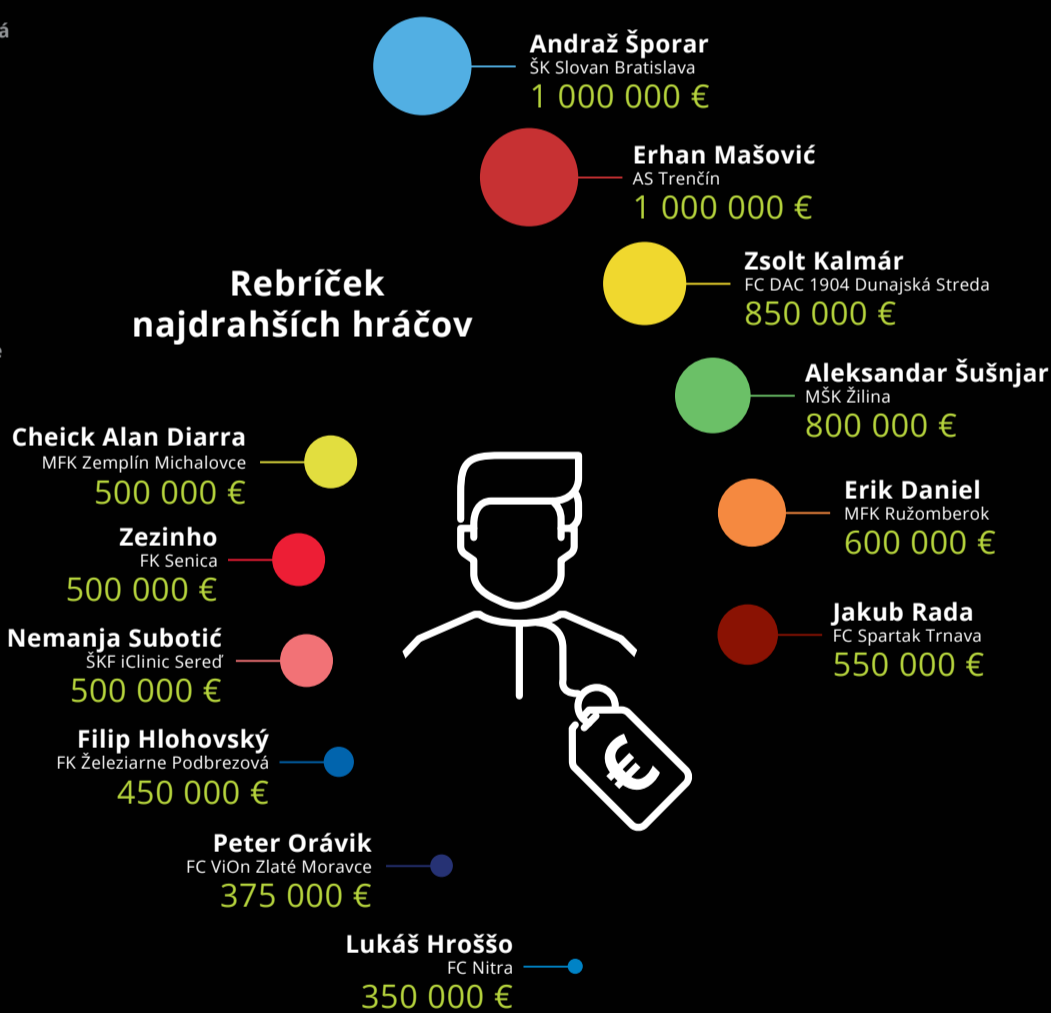 á
Andraž Šporar
ŠK Slovan Bratislava
1 000 000 €
Erhan Mašović
AS Trenčín
1 000 000 €
Rebríček
najdrahších hráčov
Zsolt Kalmár
FC DAC 1904 Dunajská Streda
850 000 €
Aleksandar Šušnjar
MŠK Žilina
800 000 €
Erik Daniel
MFK Ružomberok
600 000 €
Jakub Rada
FC Spartak Trnava
550 000 €
Cheick Alan Diarra
MFK Zemplín Michalovce
500 000 €
Zezinho
FK Senica
500 000 €
Nemanja Subotić
ŠKF iClinic Sereď
500 000 €
Filip Hlohovský
FK Železiarne Podbrezová
450 000 €
€
Peter Orávik
FC ViOn Zlaté Moravce
375 000 €
Lukáš Hroššo
FC Nitra
350 000 €